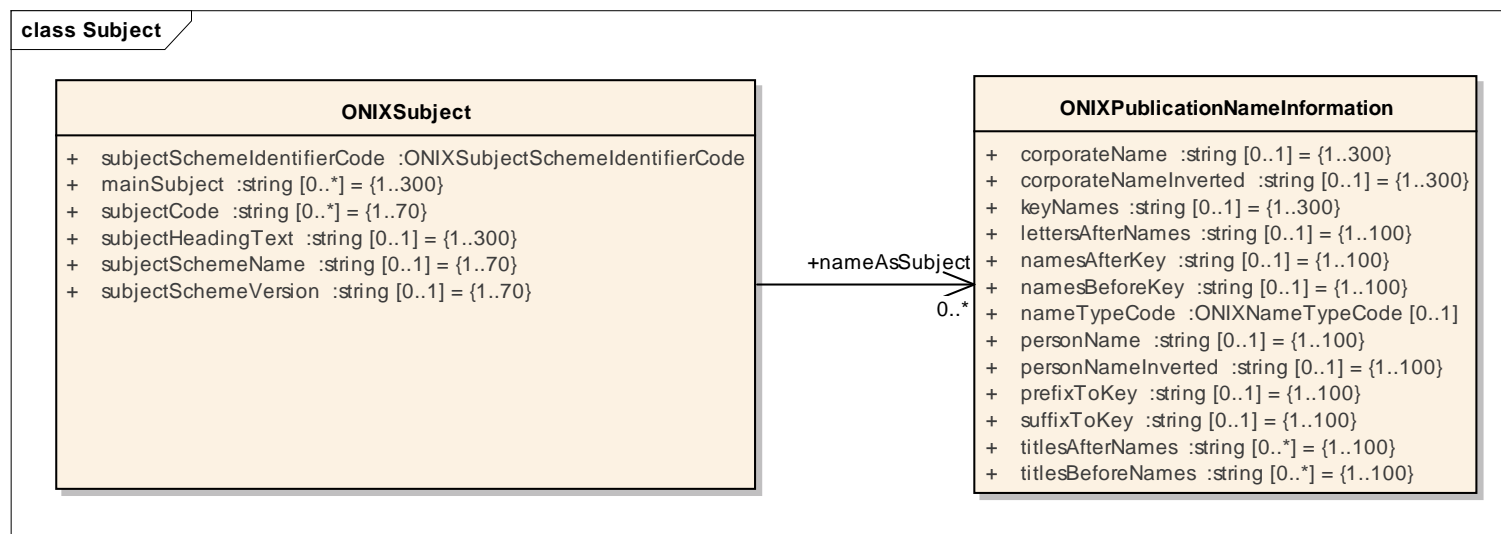 class Subject
ONIXSubject
+ subjectSchemeIdentifierCode :ONIXSubjectSchemeIdentifierCode
+ mainSubject :string [0..*] = {1..300}
+ subjectCode :string [0..*] = {1..70}
+ subjectHeadingText :string [0..1] = {1..300}
+ subjectSchemeName :string [0..1] = {1..70}
+ subjectSchemeVersion :string [0..1] = {1..70}
+nameAsSubject
0..*
ONIXPublicationNameInformation
+ corporateName :string [0..1] = {1..300}
+ corporateNameInverted :string [0..1] = {1..300}
+ keyNames :string [0..1] = {1..300}
+ lettersAfterNames :string [0..1] = {1..100}
+ namesAfterKey :string [0..1] = {1..100}
+ namesBeforeKey :string [0..1] = {1..100}
+ nameTypeCode :ONIXNameTypeCode [0..1]
+ personName :string [0..1] = {1..100}
+ personNameInverted :string [0..1] = {1..100}
+ prefixToKey :string [0..1] = {1..100}
+ suffixToKey :string [0..1] = {1..100}
+ titlesAfterNames :string [0..*] = {1..100}
+ titlesBeforeNames :string [0..*] = {1..100}